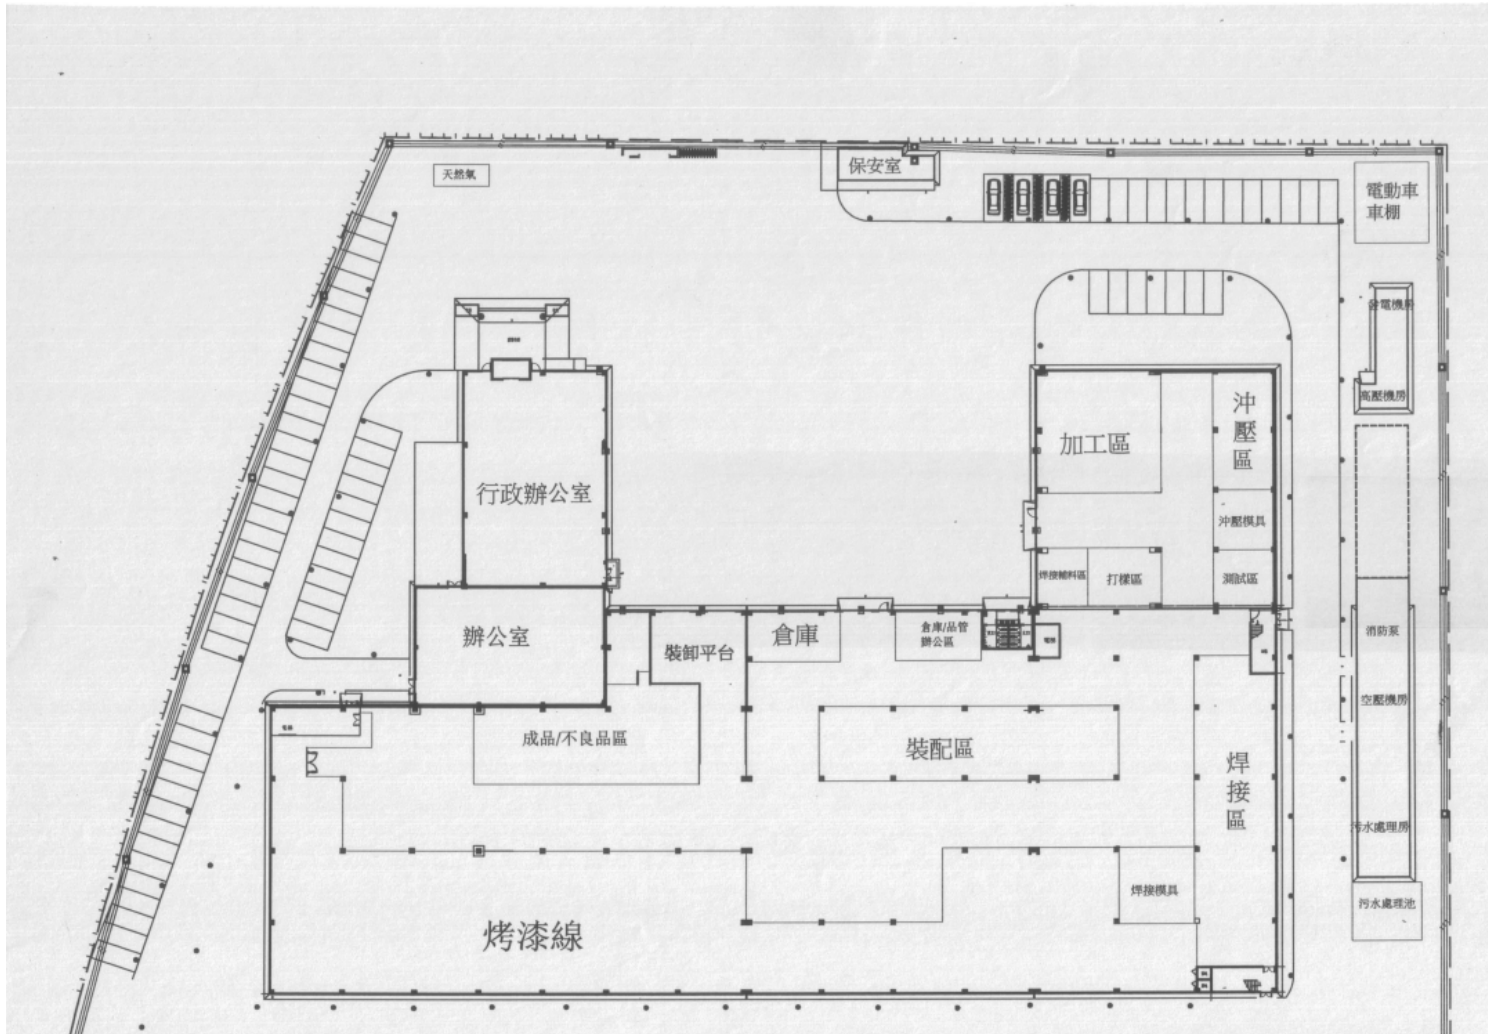 天然氣
保安室
電動車
車棚
發電機房
高壓機房
沖壓區
加工區
行政辦公室
沖壓模具
焊接輔料區
打樣區
測試區
辦公室
倉庫
倉庫/品管
辦公區
裝卸平台
消防泵
空壓機房
成品/不良品區
裝配區
焊接區
污水處理房
焊接模具
污水處理池
烤漆線